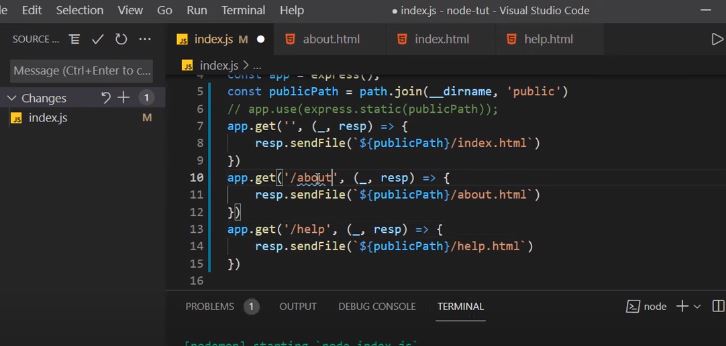 Edit Selection View Go Run Terminal Help ● index.js - node-tut - Visual Studio Code
SOURCE ... index.js M ● about.html index.html help.html
Message (Ctrl+Enter to c... index.js > ...
4 const app = express();
Changes 1 5 const publicPath = path.join(__dirname, 'public')
index.js M 6 // app.use(express.static(publicPath));
7 app.get('', (_, resp) => {
8 resp.sendFile(`${publicPath}/index.html`)
9 })
10 app.get('/about', (_, resp) => {
11 resp.sendFile(`${publicPath}/about.html`)
12 })
13 app.get('/help', (_, resp) => {
14 resp.sendFile(`${publicPath}/help.html`)
15 })
16
PROBLEMS 1 OUTPUT DEBUG CONSOLE TERMINAL node
[nodemon] starting `node index.js`